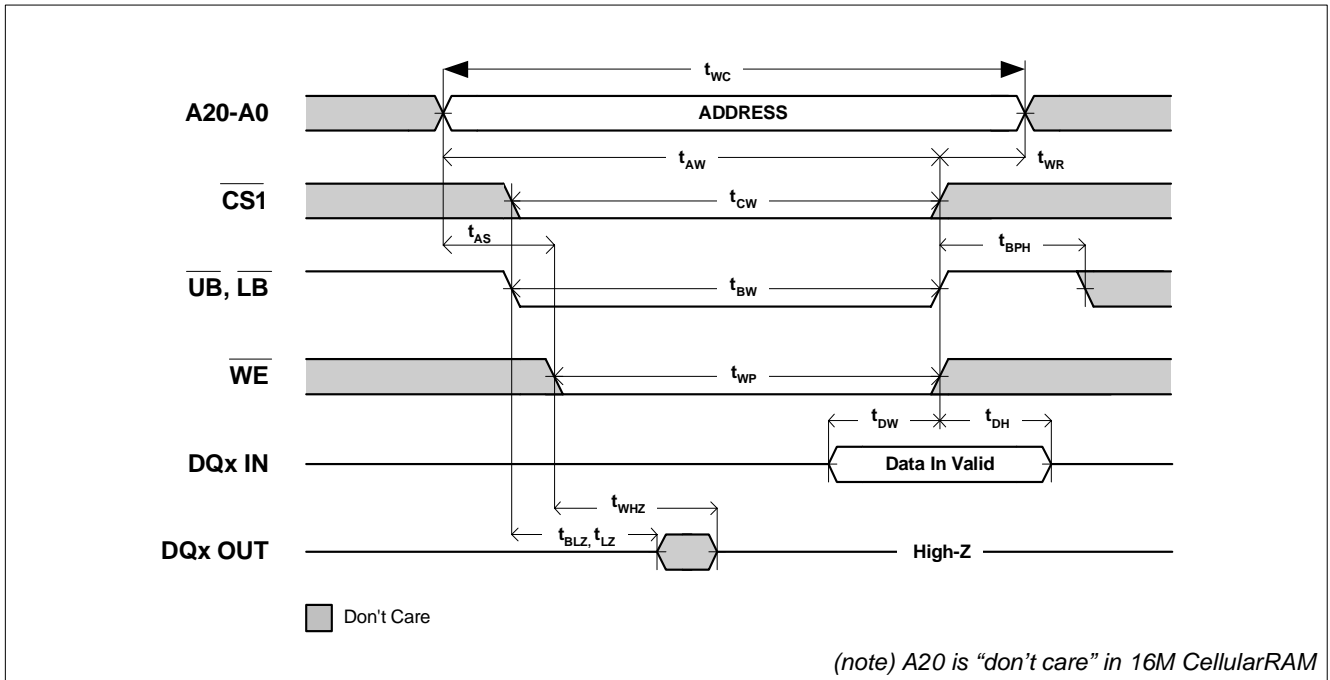 tWC
A20-A0 ADDRESS
tAW tWR
CS1 tCW
tAS tBPH
UB, LB tBW
WE tWP
tDW tDH
DQx IN Data In Valid
tWHZ
tBLZ, tLZ
DQx OUT High-Z
Don't Care
(note) A20 is “don’t care” in 16M CellularRAM